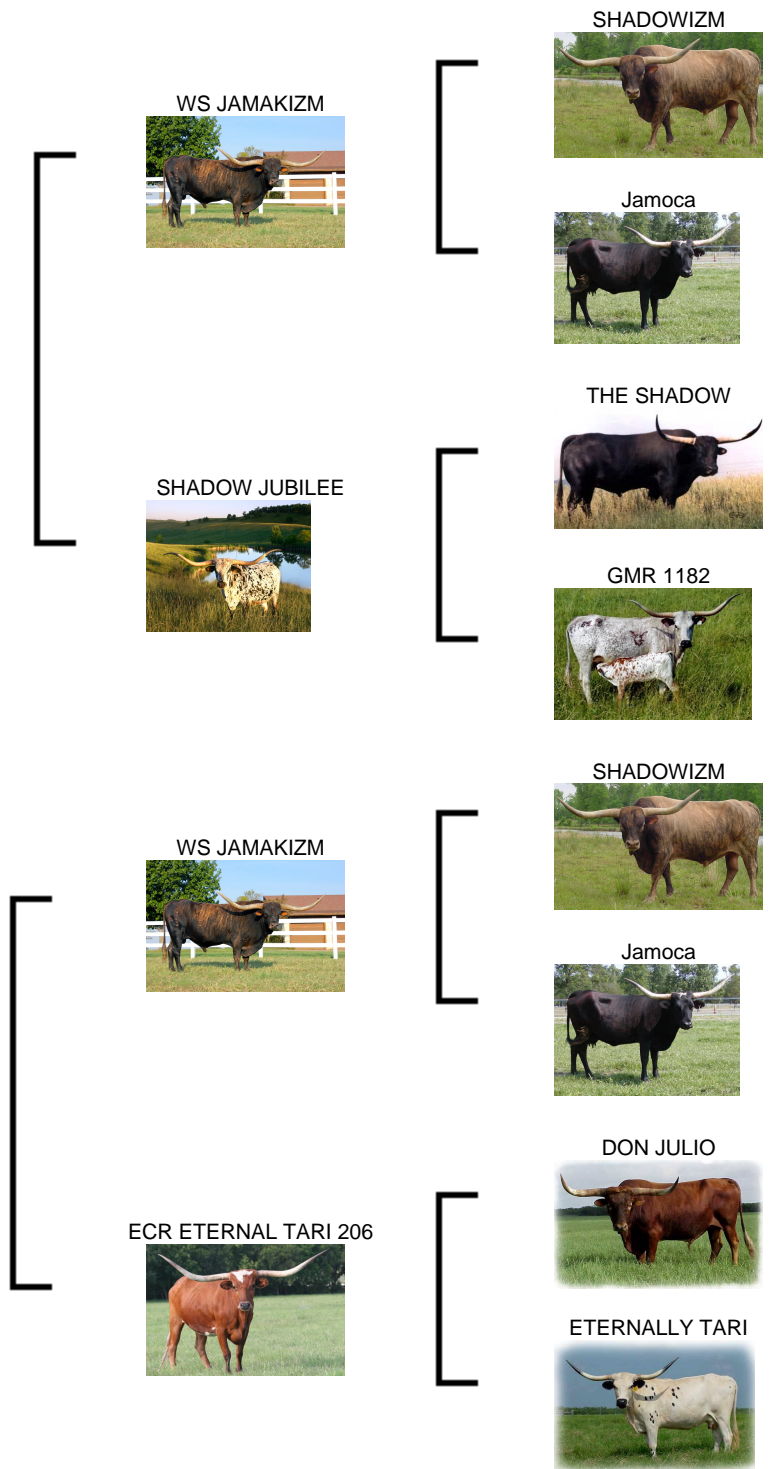 SHADOWIZM
WS JAMAKIZM
Jamoca
THE SHADOW
SHADOW JUBILEE
GMR 1182
SHADOWIZM
WS JAMAKIZM
Jamoca
DON JULIO
ECR ETERNAL TARI 206
ETERNALLY TARI